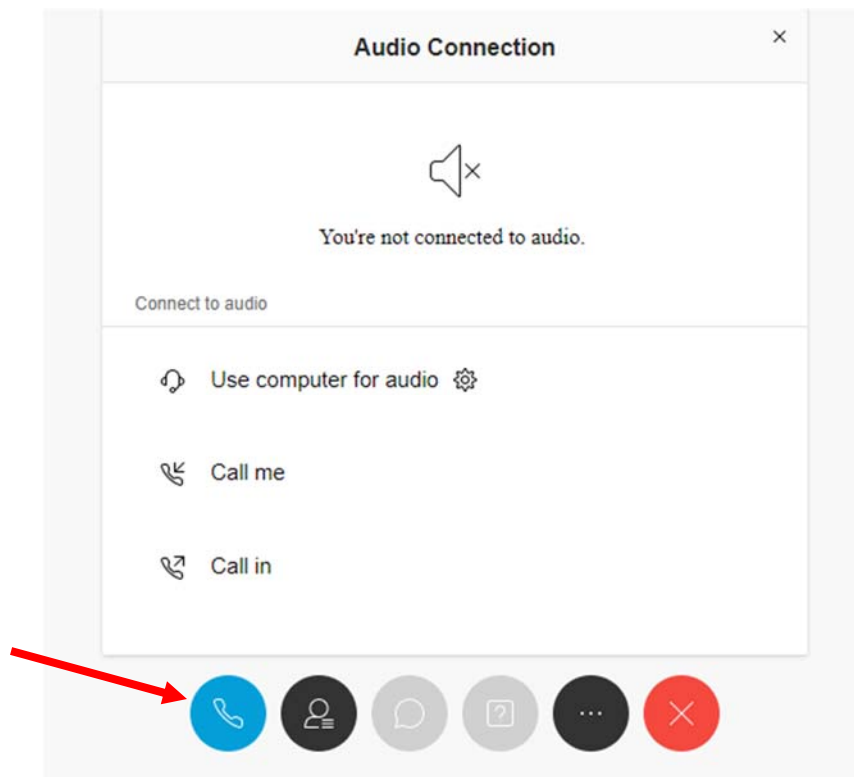 Audio Connection
You're not connected to audio.
Connect to audio
Use computer for audio
Call me
Call in